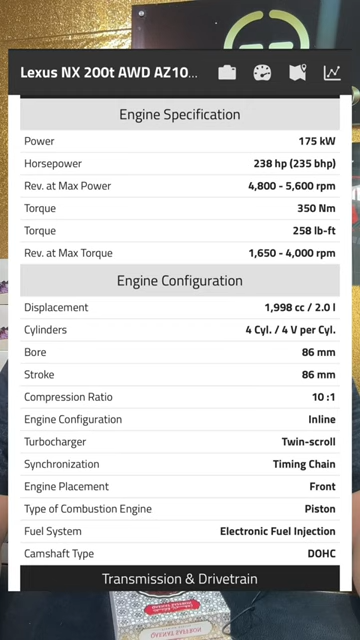 Lexus NX 200t AWD AZ10...
Engine Specification
Power 175 kW
Horsepower 238 hp (235 bhp)
Rev. at Max Power 4,800 - 5,600 rpm
Torque 350 Nm
Torque 258 lb-ft
Rev. at Max Torque 1,650 - 4,000 rpm
Engine Configuration
Displacement 1,998 cc / 2.0 l
Cylinders 4 Cyl. / 4 V per Cyl.
Bore 86 mm
Stroke 86 mm
Compression Ratio 10 :1
Engine Configuration Inline
Turbocharger Twin-scroll
Synchronization Timing Chain
Engine Placement Front
Type of Combustion Engine Piston
Fuel System Electronic Fuel Injection
Camshaft Type DOHC
Transmission & Drivetrain